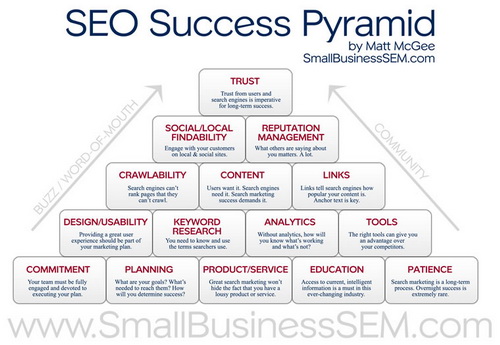 SEO Success Pyramid
by Matt McGee
SmallBusinessSEM.com
TRUST
Trust from users and
search engines is imperative
for long-term success.
SOCIAL/LOCAL
FINDABILITY
Engage with your customers
on local & social sites.
REPUTATION
MANAGEMENT
What others are saying about
you matters. A lot.
BUZZ / WORD-OF-MOUTH
COMMUNITY
CRAWLABILITY
Search engines can't
rank pages that they
can't crawl.
CONTENT
Users want it. Search engines
need it. Search marketing
success demands it.
LINKS
Links tell search engines how
popular your content is.
Anchor text is key.
DESIGN/USABILITY
Providing a great user
experience should be part of
your marketing plan.
KEYWORD
RESEARCH
You need to know and use
the terms searchers use.
ANALYTICS
Without analytics, how will
you know what's working
and what's not?
TOOLS
The right tools can give you
an advantage over your
competitors.
COMMITMENT
Your team must be fully
engaged and devoted to
executing your plan.
PLANNING
What are your goals? What's
needed to reach them? How
will you determine success?
PRODUCT/SERVICE
Great search marketing won't
hide the fact that you have a
lousy product or service.
EDUCATION
Access to current, intelligent
information is a must in this
ever-changing industry.
PATIENCE
Search marketing is a long-term
process. Overnight success is
extremely rare.
www.SmallBusinessSEM.com